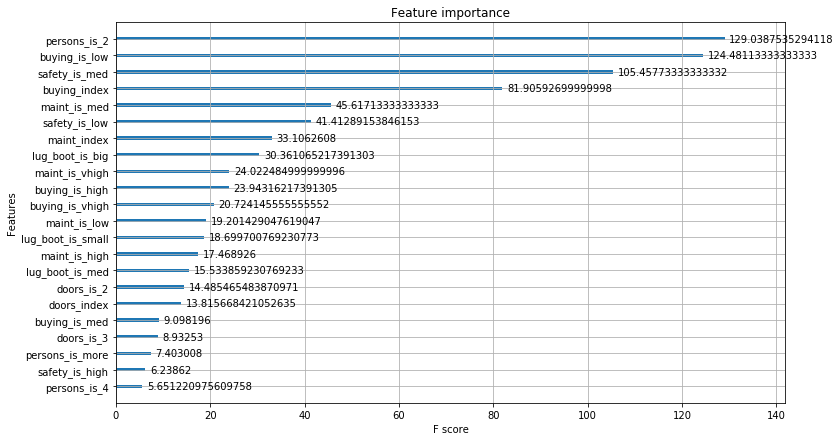 Feature importance
persons_is_2 129.0387535294118
buying_is_low 124.48113333333333
safety_is_med 105.45773333333332
buying_index 81.90592699999998
maint_is_med 45.61713333333333
safety_is_low 41.41289153846153
maint_index 33.1062608
lug_boot_is_big 30.361065217391303
maint_is_vhigh 24.022484999999996
buying_is_high 23.94316217391305
buying_is_vhigh 20.724145555555552
maint_is_low 19.201429047619047
lug_boot_is_small 18.699700769230773
maint_is_high 17.468926
lug_boot_is_med 15.533859230769233
doors_is_2 14.485465483870971
doors_index 13.815668421052635
buying_is_med 9.098196
doors_is_3 8.93253
persons_is_more 7.403008
safety_is_high 6.23862
persons_is_4 5.651220975609758
Features
0 20 40 60 80 100 120 140
F score